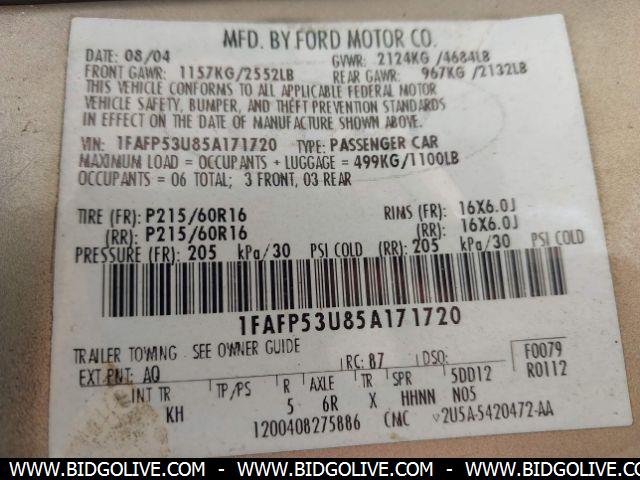 MFD. BY FORD MOTOR CO.
DATE: 08/04 GVWR: 2124KG /4684LB
FRONT GAWR: 1157KG/2552LB REAR GAWR: 967KG /2132LB
THIS VEHICLE CONFORMS TO ALL APPLICABLE FEDERAL MOTOR
VEHICLE SAFETY, BUMPER, AND THEFT PREVENTION STANDARDS
IN EFFECT ON THE DATE OF MANUFACTURE SHOWN ABOVE.
VIN: 1FAFP53U85A171720 TYPE: PASSENGER CAR
MAXIMUM LOAD = OCCUPANTS + LUGGAGE = 499KG/1100LB
OCCUPANTS = 06 TOTAL; 3 FRONT, 03 REAR
TIRE (FR): P215/60R16 RIMS (FR): 16X6.0J
(RR): P215/60R16 (RR): 16X6.0J
PRESSURE (FR): 205 kPa/30 PSI COLD (RR): 205 kPa/30 PSI COLD
1FAFP53U85A171720
TRAILER TOWING - SEE OWNER GUIDE
EXT PNT: AQ RC: 87 DSO: F0079
INT TR TP/PS R AXLE TR SPR 5DD12 R0112
KH 5 6R X HHNN N05
1200408275886 CMC 2U5A-5420472-AA
WWW.BIDGOLIVE.COM - WWW.BIDGOLIVE.COM - WWW.BIDGOLIVE.COM - WWW.BIDGOLIVE.COM